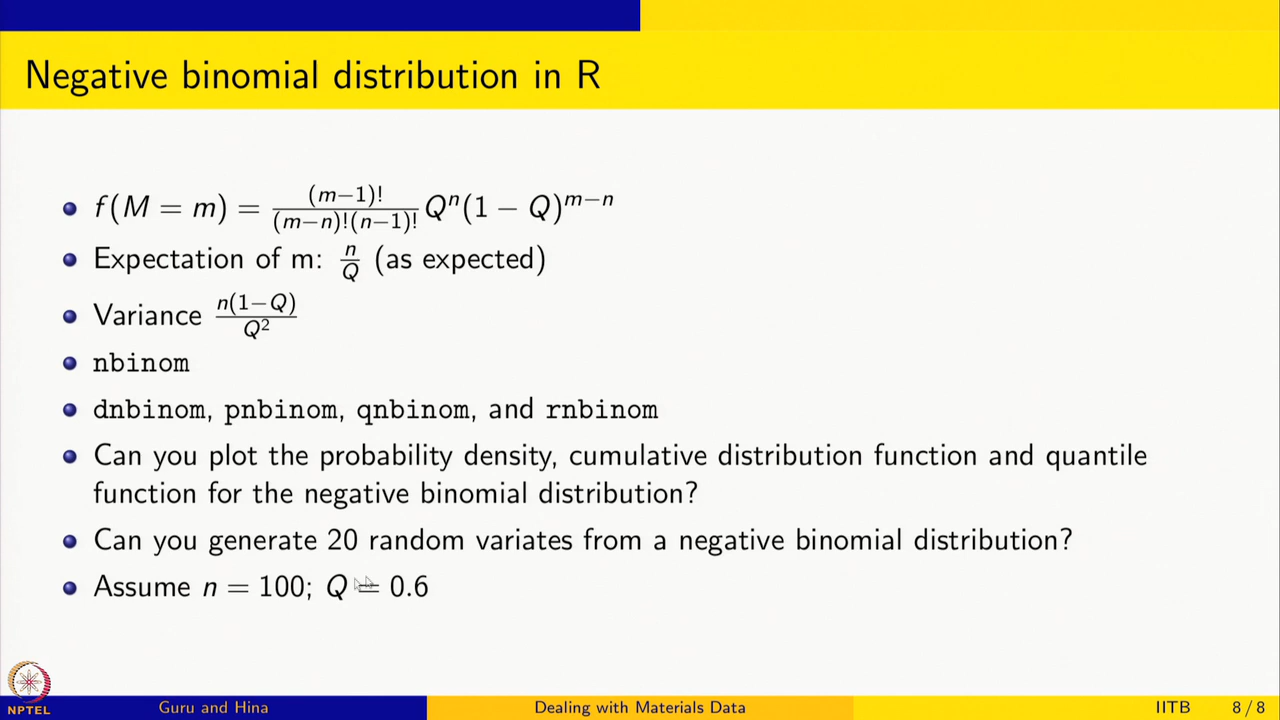 Negative binomial distribution in R
f(M = m) = (m−1)! / (m−n)!(n−1)! Qⁿ(1 − Q)ᵐ⁻ⁿ
Expectation of m: n/Q (as expected)
Variance n(1−Q)/Q²
nbinom
dnbinom, pnbinom, qnbinom, and rnbinom
Can you plot the probability density, cumulative distribution function and quantile
function for the negative binomial distribution?
Can you generate 20 random variates from a negative binomial distribution?
Assume n = 100; Q = 0.6
NPTEL
Guru and Hina
Dealing with Materials Data
IITB
8 / 8